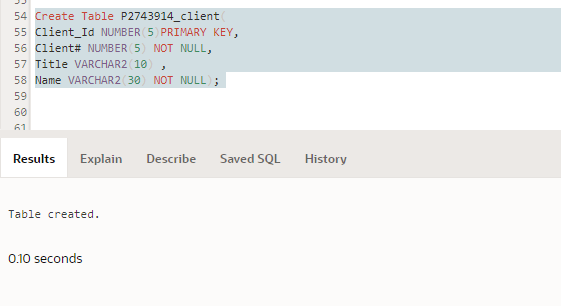 53
54 Create Table P2743914_client(
55 Client_Id NUMBER(5)PRIMARY KEY,
56 Client# NUMBER(5) NOT NULL,
57 Title VARCHAR2(10) ,
58 Name VARCHAR2(30) NOT NULL);
59
60
61
Results Explain Describe Saved SQL History
Table created.
0.10 seconds